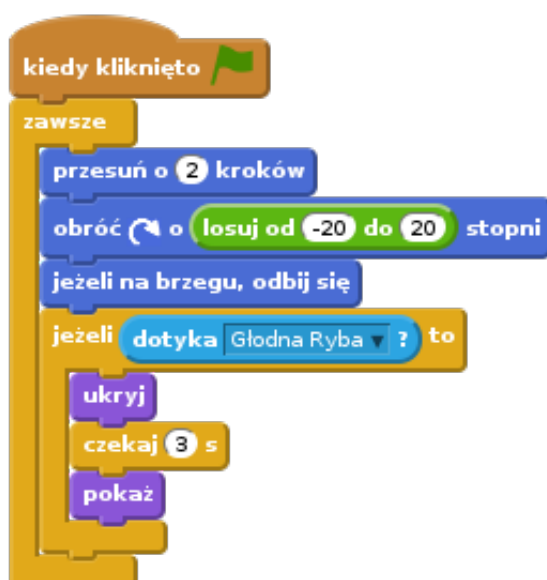 kiedy kliknięto
zawsze
przesuń o 2 kroków
obróć o losuj od -20 do 20 stopni
jeżeli na brzegu, odbij się
jeżeli dotyka Głodna Ryba ? to
ukryj
czekaj 3 s
pokaż